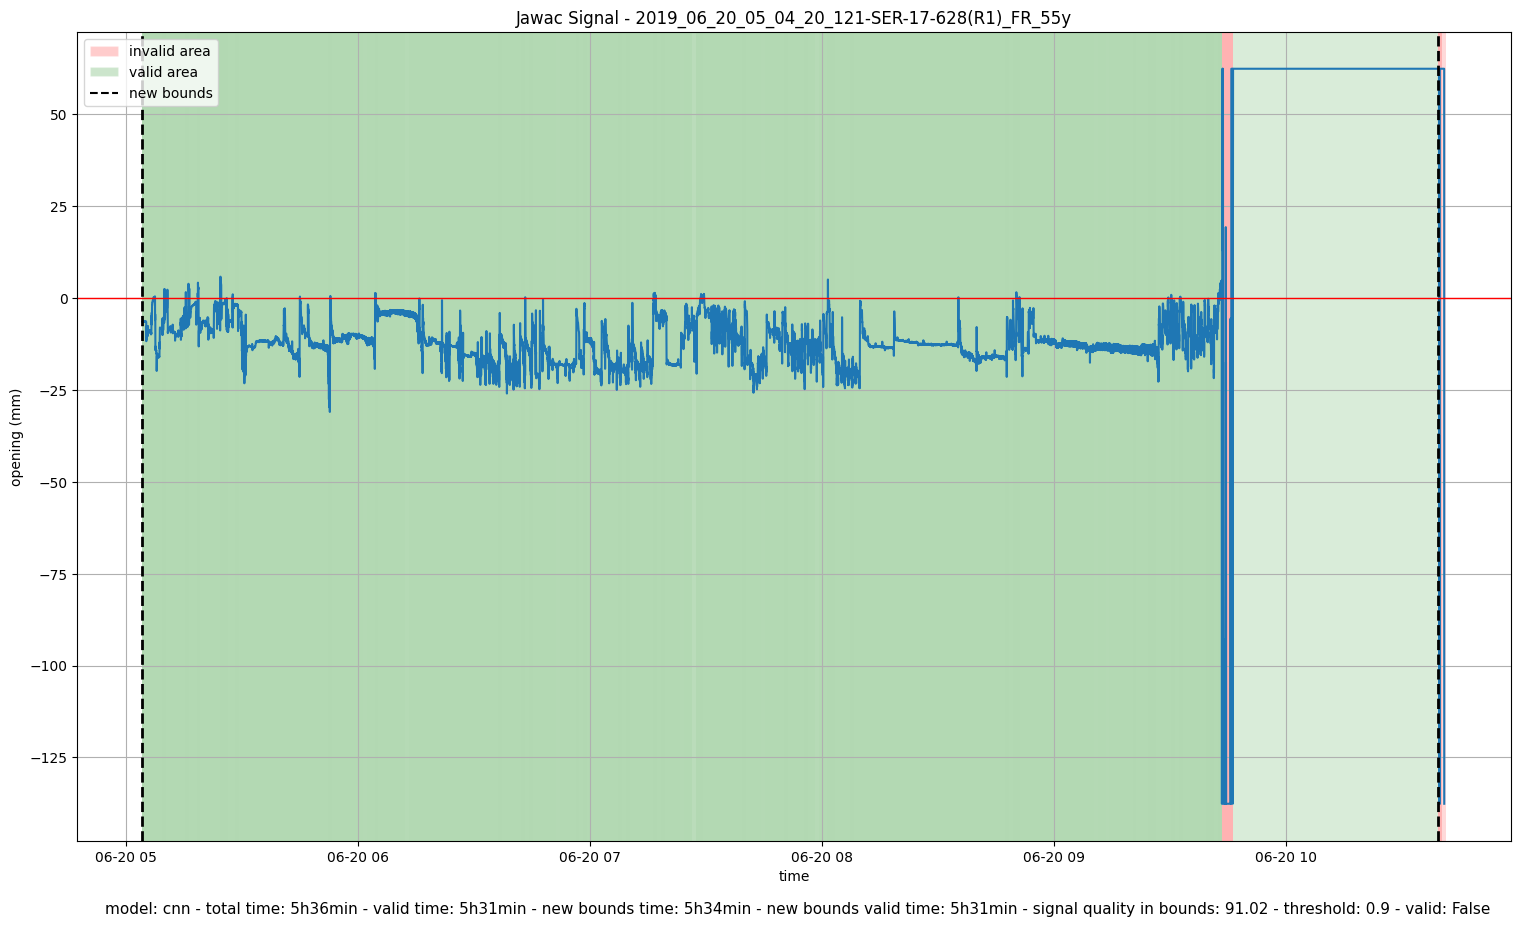 Jawac Signal - 2019_06_20_05_04_20_121-SER-17-628(R1)_FR_55y
invalid area
valid area
new bounds
50
25
0
−25
−50
−75
−100
−125
opening (mm)
06-20 05
06-20 06
06-20 07
06-20 08
06-20 09
06-20 10
time
model: cnn - total time: 5h36min - valid time: 5h31min - new bounds time: 5h34min - new bounds valid time: 5h31min - signal quality in bounds: 91.02 - threshold: 0.9 - valid: False